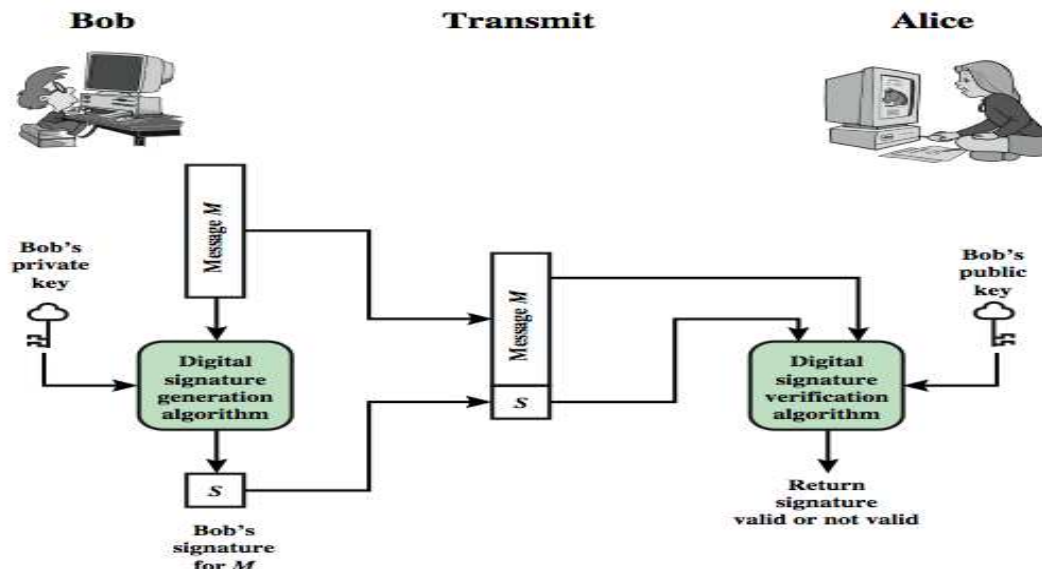 Bob
Transmit
Alice
Message M
Bob's
private
key
Message M
Bob's
public
key
Digital
signature
generation
algorithm
S
Digital
signature
verification
algorithm
S
Bob's
signature
for M
Return
signature
valid or not valid